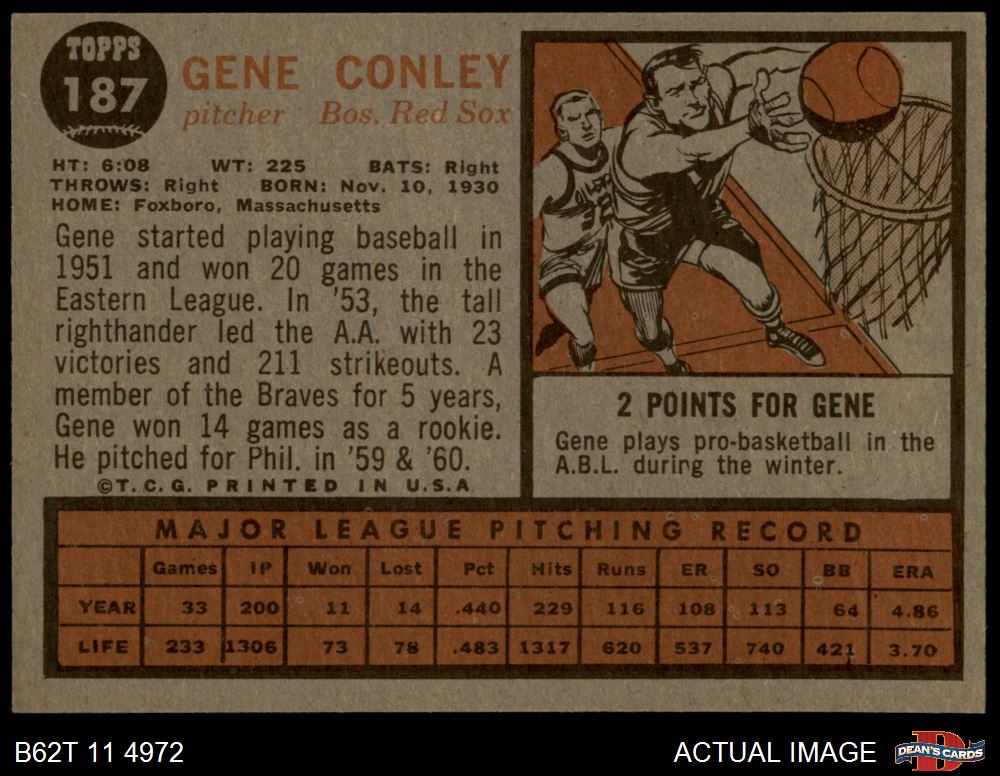 TOPPS
187
GENE CONLEY
pitcher Bos. Red Sox
HT: 6:08 WT: 225 BATS: Right
THROWS: Right BORN: Nov. 10, 1930
HOME: Foxboro, Massachusetts
Gene started playing baseball in
1951 and won 20 games in the
Eastern League. In '53, the tall
righthander led the A.A. with 23
victories and 211 strikeouts. A
member of the Braves for 5 years,
Gene won 14 games as a rookie.
He pitched for Phil. in '59 & '60.
©T.C.G. PRINTED IN U.S.A.
2 POINTS FOR GENE
Gene plays pro-basketball in the
A.B.L. during the winter.
MAJOR LEAGUE PITCHING RECORD
Games IP Won Lost Pct Hits Runs ER SO BB ERA
YEAR 33 200 11 14 .440 229 116 108 113 64 4.86
LIFE 233 1306 73 78 .483 1317 620 537 740 421 3.70
B62T 11 4972
ACTUAL IMAGE
D
DEAN'S CARDS